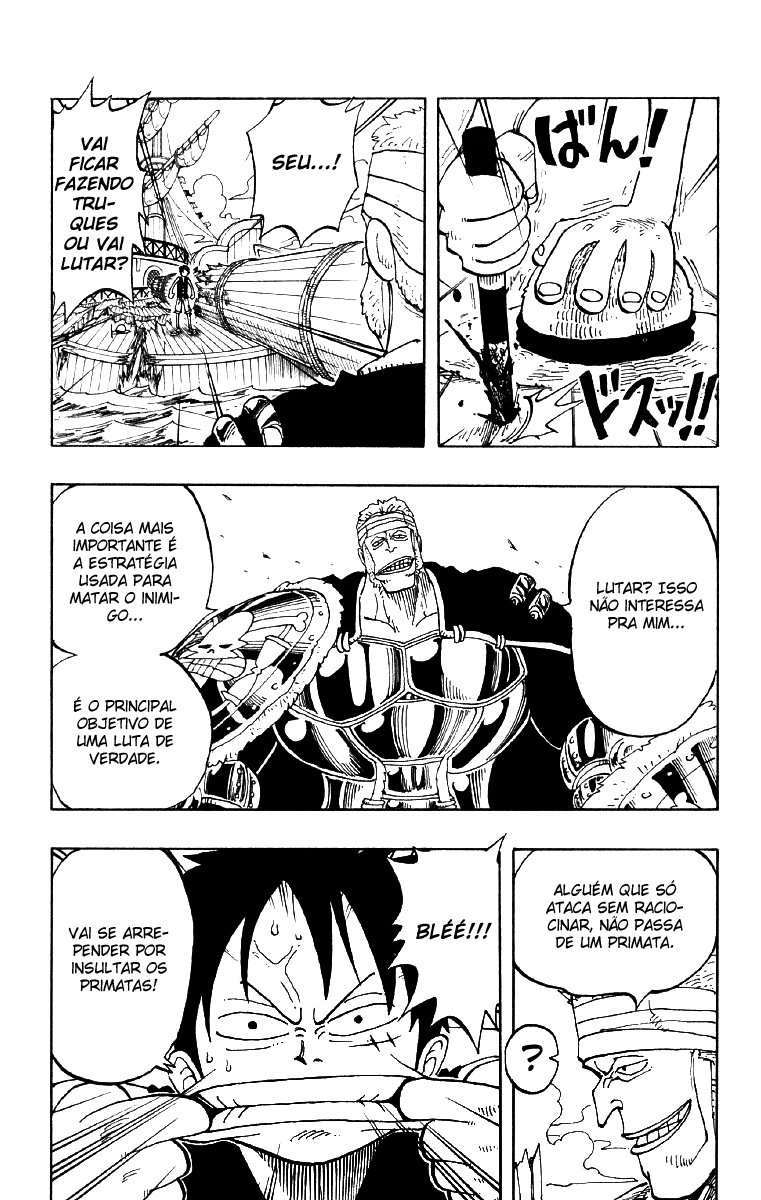 ばん!
ドスッ!!
SEU...!
VAI
FICAR
FAZENDO
TRU-
QUES
OU VAI
LUTAR?
LUTAR? ISSO
NÃO INTERESSA
PRA MIM...
A COISA MAIS
IMPORTANTE É
A ESTRATÉGIA
USADA PARA
MATAR O INIMI-
GO...
É O PRINCIPAL
OBJETIVO DE
UMA LUTA DE
VERDADE.
ALGUÉM QUE SÓ
ATACA SEM RACIO-
CINAR, NÃO PASSA
DE UM PRIMATA.
?
BLÉÉ!!!
VAI SE ARRE-
PENDER POR
INSULTAR OS
PRIMATAS!